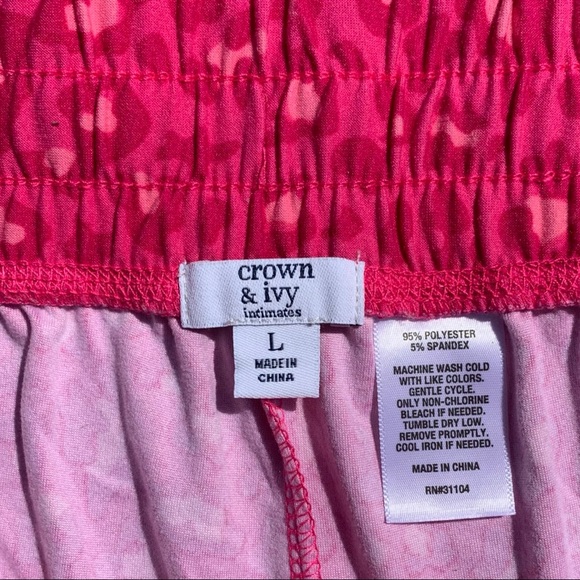 crown
& ivy
intimates
L
MADE IN
CHINA
95% POLYESTER
5% SPANDEX
MACHINE WASH COLD
WITH LIKE COLORS.
GENTLE CYCLE.
ONLY NON-CHLORINE
BLEACH IF NEEDED.
TUMBLE DRY LOW.
REMOVE PROMPTLY.
COOL IRON IF NEEDED.
MADE IN CHINA
RN#31104